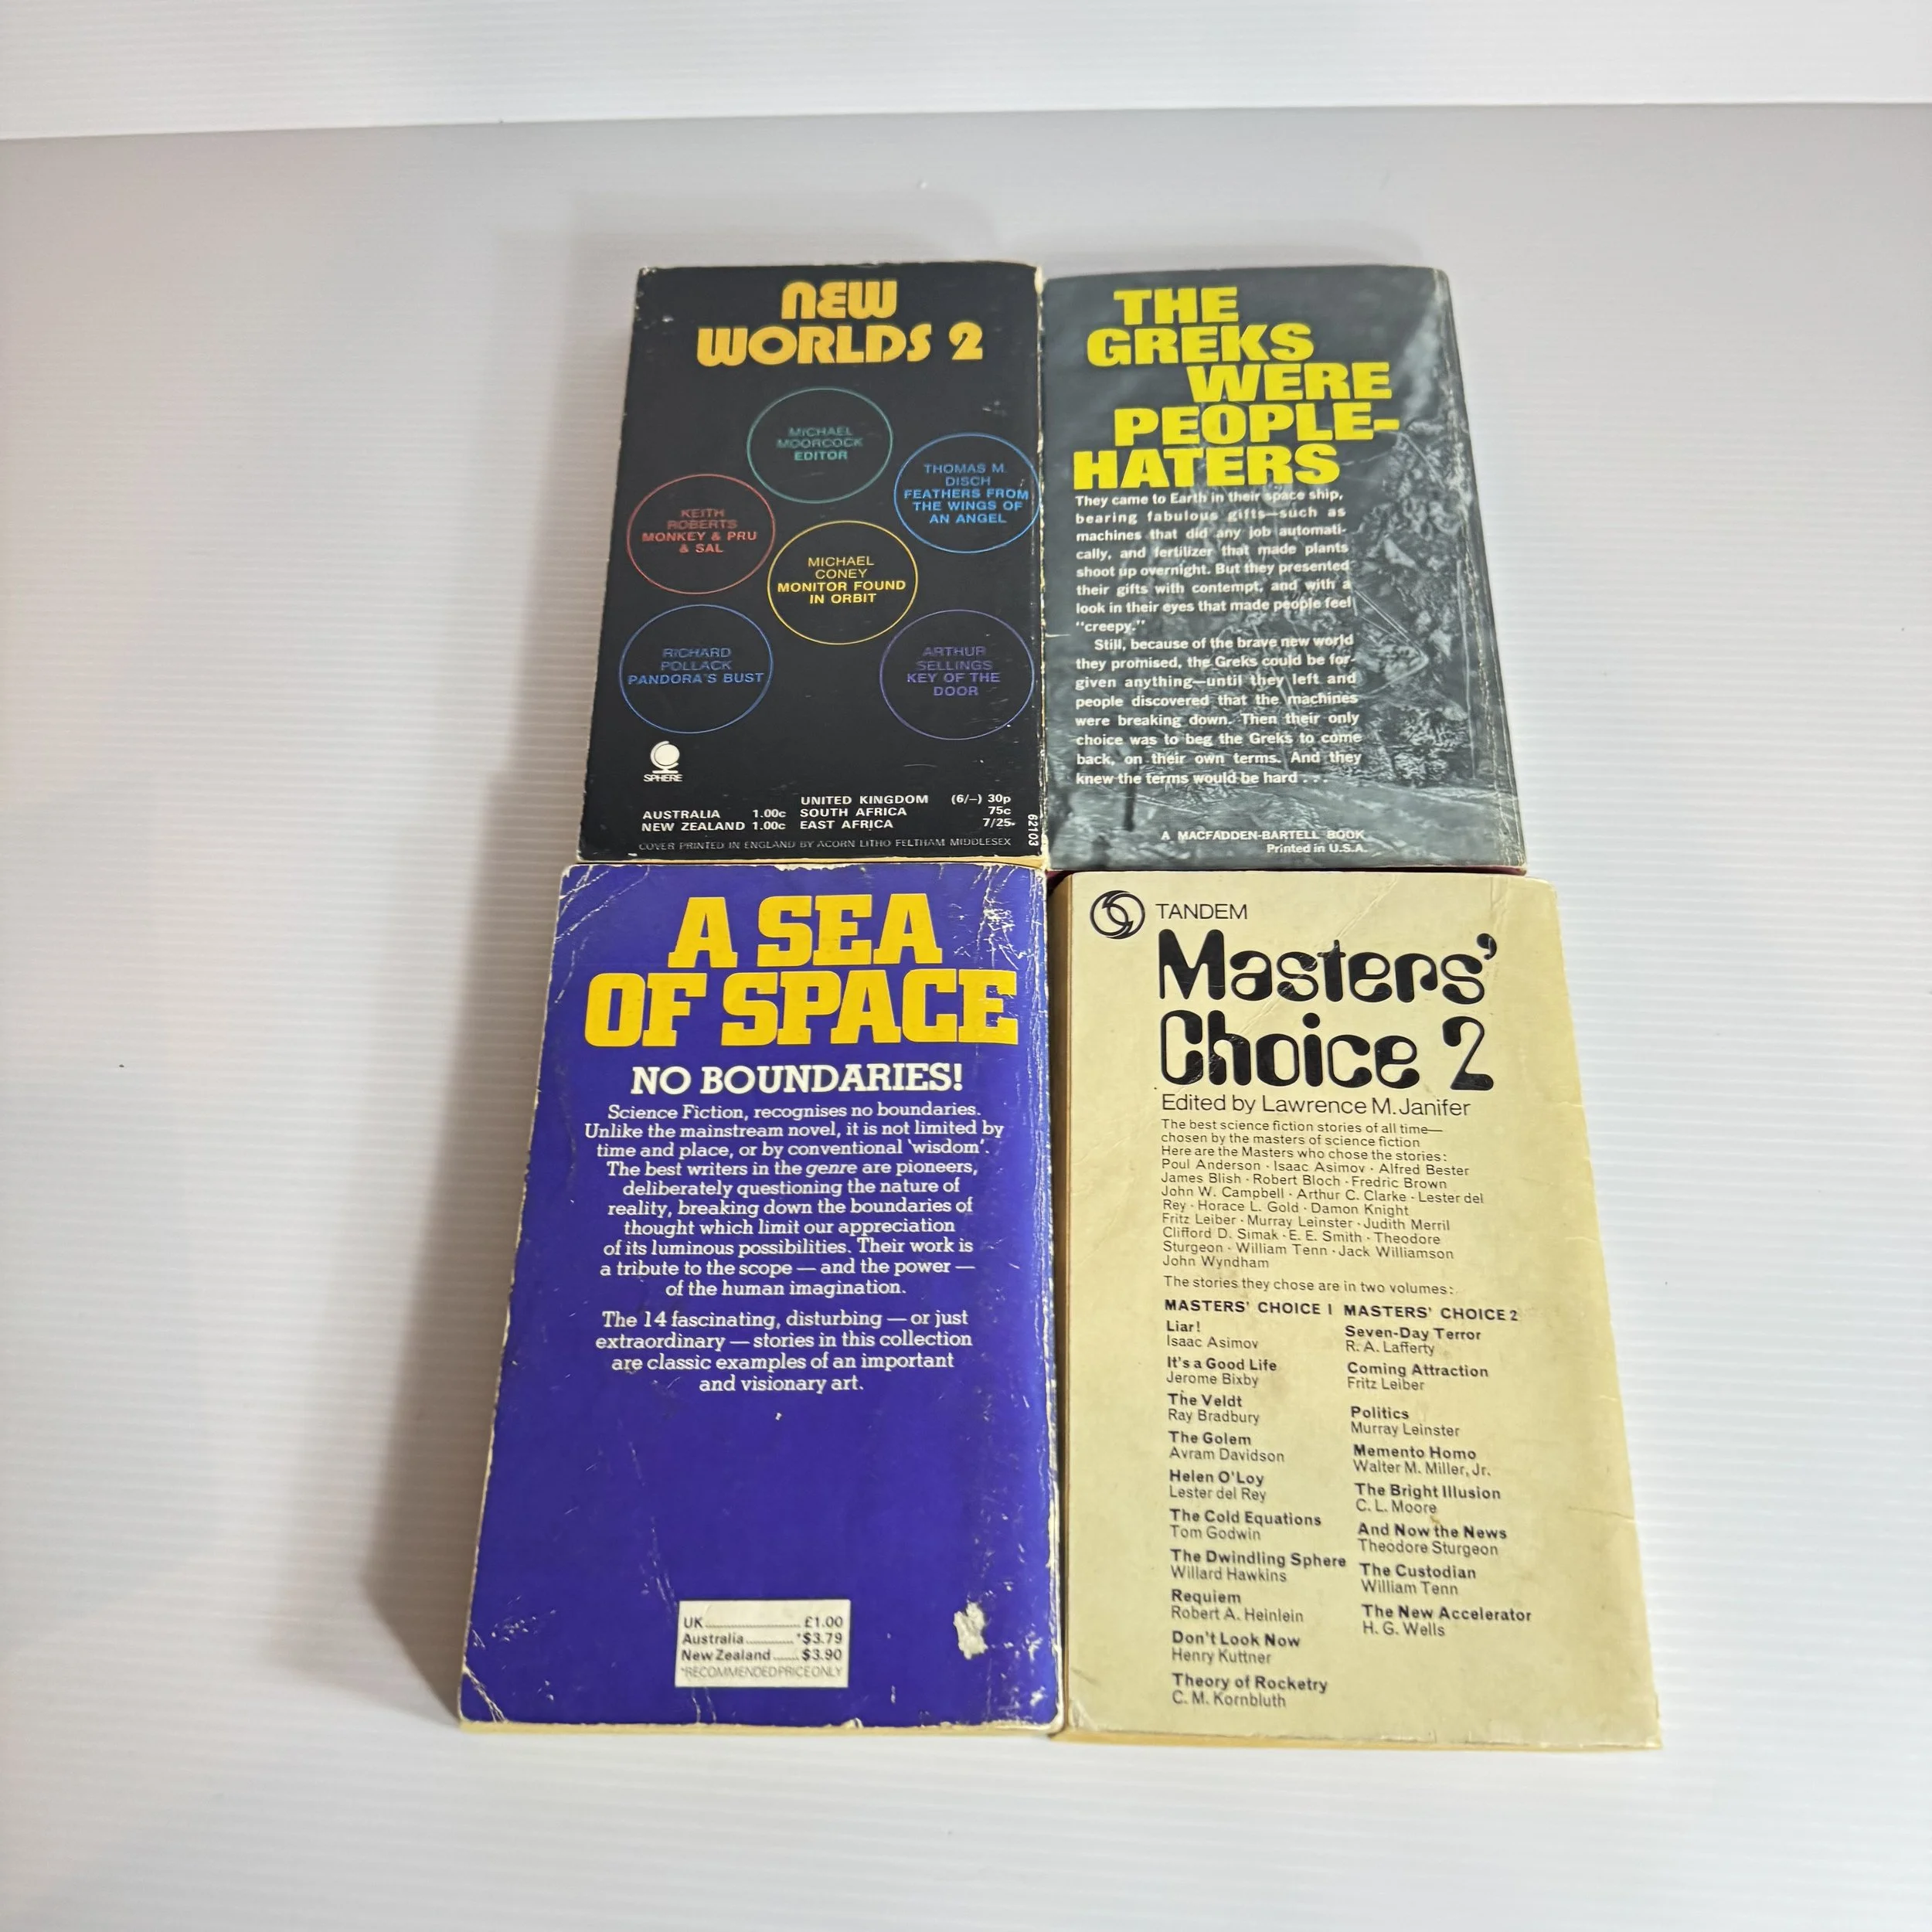 NEW
WORLDS 2
MICHAEL
MOORCOCK
EDITOR
THOMAS M.
DISCH
FEATHERS FROM
THE WINGS OF
AN ANGEL
KEITH
ROBERTS
MONKEY & PRU
& SAL
MICHAEL
CONEY
MONITOR FOUND
IN ORBIT
RICHARD
POLLACK
PANDORA'S BUST
ARTHUR
SELLINGS
KEY OF THE
DOOR
SPHERE
UNITED KINGDOM (6/–) 30p
AUSTRALIA 1.00c SOUTH AFRICA 75c
NEW ZEALAND 1.00c EAST AFRICA 7/25
COVER PRINTED IN ENGLAND BY ACORN LITHO FELTHAM MIDDLESEX
62103
THE
GREKS
WERE
PEOPLE-
HATERS
They came to Earth in their space ship,
bearing fabulous gifts—such as
machines that did any job automati-
cally, and fertilizer that made plants
shoot up overnight. But they presented
their gifts with contempt, and with a
look in their eyes that made people feel
"creepy."
Still, because of the brave new world
they promised, the Greks could be for-
given anything—until they left and
people discovered that the machines
were breaking down. Then their only
choice was to beg the Greks to come
back, on their own terms. And they
knew the terms would be hard . . .
A MACFADDEN-BARTELL BOOK
Printed in U.S.A.
A SEA
OF SPACE
NO BOUNDARIES!
Science Fiction, recognises no boundaries.
Unlike the mainstream novel, it is not limited by
time and place, or by conventional 'wisdom'.
The best writers in the genre are pioneers,
deliberately questioning the nature of
reality, breaking down the boundaries of
thought which limit our appreciation
of its luminous possibilities. Their work is
a tribute to the scope — and the power —
of the human imagination.
The 14 fascinating, disturbing — or just
extraordinary — stories in this collection
are classic examples of an important
and visionary art.
UK.................... £1.00
Australia............ *$3.79
New Zealand...... $3.90
*RECOMMENDED PRICE ONLY
TANDEM
Masters'
Choice 2
Edited by Lawrence M. Janifer
The best science fiction stories of all time—
chosen by the masters of science fiction
Here are the Masters who chose the stories:
Poul Anderson · Isaac Asimov · Alfred Bester
James Blish · Robert Bloch · Fredric Brown
John W. Campbell · Arthur C. Clarke · Lester del
Rey · Horace L. Gold · Damon Knight
Fritz Leiber · Murray Leinster · Judith Merril
Clifford D. Simak · E. E. Smith · Theodore
Sturgeon · William Tenn · Jack Williamson
John Wyndham
The stories they chose are in two volumes:
MASTERS' CHOICE 1
Liar!
Isaac Asimov
It's a Good Life
Jerome Bixby
The Veldt
Ray Bradbury
The Golem
Avram Davidson
Helen O'Loy
Lester del Rey
The Cold Equations
Tom Godwin
The Dwindling Sphere
Willard Hawkins
Requiem
Robert A. Heinlein
Don't Look Now
Henry Kuttner
Theory of Rocketry
C. M. Kornbluth
MASTERS' CHOICE 2
Seven-Day Terror
R. A. Lafferty
Coming Attraction
Fritz Leiber
Politics
Murray Leinster
Memento Homo
Walter M. Miller, Jr.
The Bright Illusion
C. L. Moore
And Now the News
Theodore Sturgeon
The Custodian
William Tenn
The New Accelerator
H. G. Wells